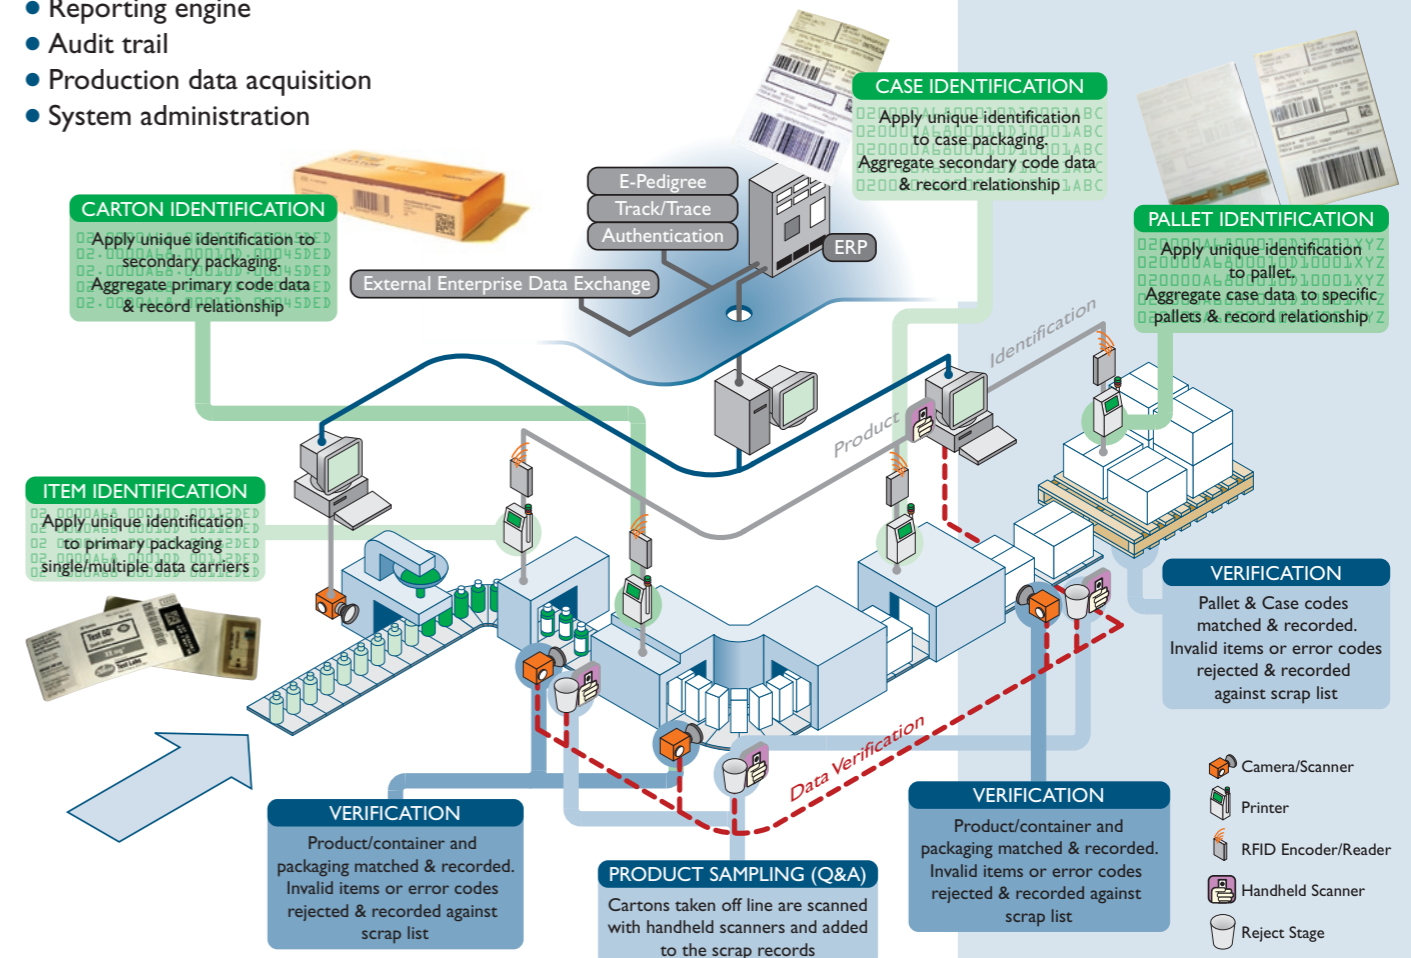 Reporting engine
Audit trail
Production data acquisition
System administration
CARTON IDENTIFICATION
Apply unique identification to
secondary packaging.
Aggregate primary code data
& record relationship
E-Pedigree
Track/Trace
Authentication
External Enterprise Data Exchange
ERP
CASE IDENTIFICATION
Apply unique identification
to case packaging.
Aggregate secondary code data
& record relationship
PALLET IDENTIFICATION
Apply unique identification
to pallet.
Aggregate case data to specific
pallets & record relationship
Product
Identification
ITEM IDENTIFICATION
Apply unique identification
to primary packaging
single/multiple data carriers
Data Verification
VERIFICATION
Product/container and
packaging matched & recorded.
Invalid items or error codes
rejected & recorded against
scrap list
PRODUCT SAMPLING (Q&A)
Cartons taken off line are scanned
with handheld scanners and added
to the scrap records
VERIFICATION
Product/container and
packaging matched & recorded.
Invalid items or error codes
rejected & recorded against
scrap list
VERIFICATION
Pallet & Case codes
matched & recorded.
Invalid items or error codes
rejected & recorded
against scrap list
Camera/Scanner
Printer
RFID Encoder/Reader
Handheld Scanner
Reject Stage